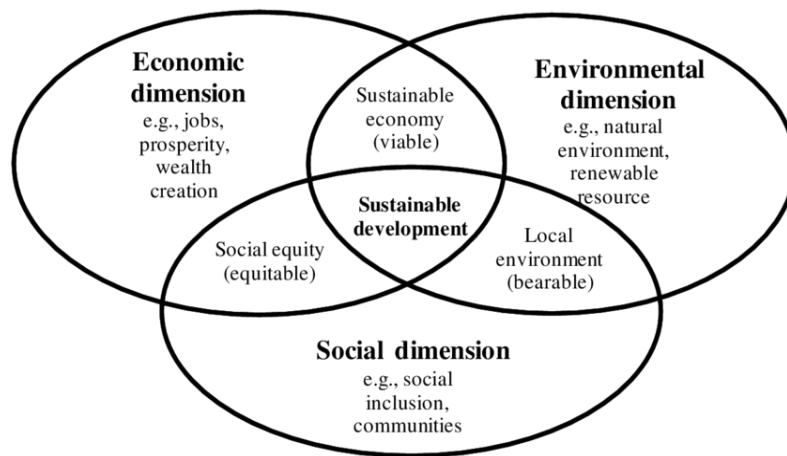 Economic
dimension
e.g., jobs,
prosperity,
wealth
creation
Sustainable
economy
(viable)
Environmental
dimension
e.g., natural
environment,
renewable
resource
Sustainable
development
Social equity
(equitable)
Local
environment
(bearable)
Social dimension
e.g., social
inclusion,
communities